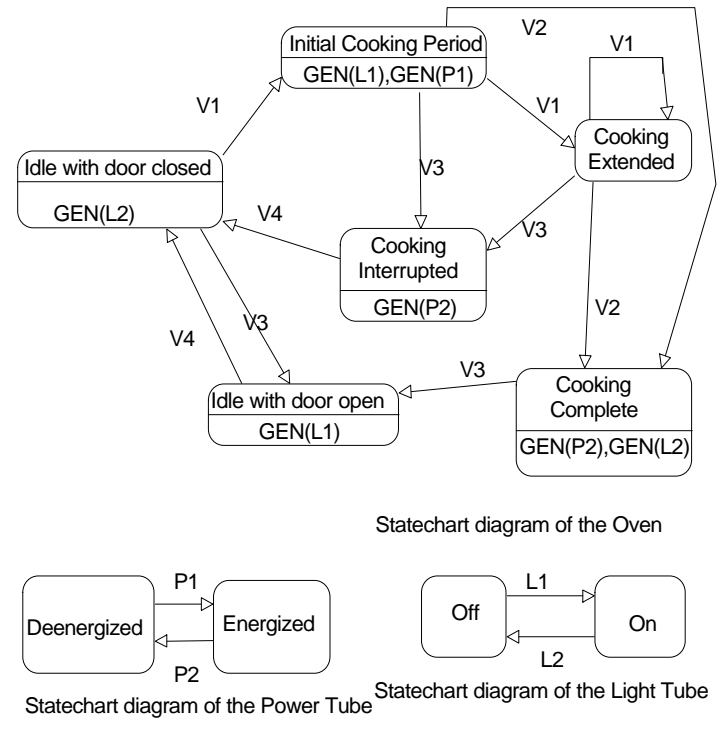 V2
Initial Cooking Period
GEN(L1),GEN(P1)
V1
V1
V1
Cooking
Extended
Idle with door closed
GEN(L2)
V3
V4
Cooking
Interrupted
GEN(P2)
V3
V3
V4
V2
V3
Idle with door open
GEN(L1)
Cooking
Complete
GEN(P2),GEN(L2)
Statechart diagram of the Oven
Deenergized
P1
Energized
P2
Statechart diagram of the Power Tube
Off
L1
On
L2
Statechart diagram of the Light Tube